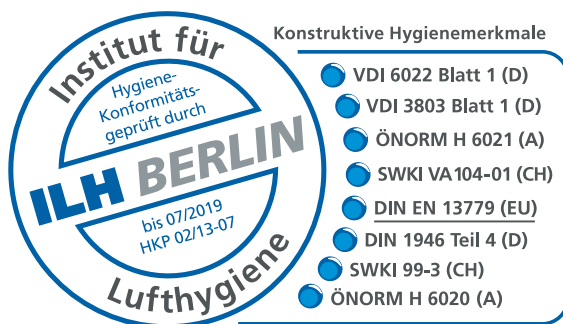 Institut für
Hygiene-
Konformitäts-
geprüft durch
ILH BERLIN
bis 07/2019
HKP 02/13-07
Lufthygiene
Konstruktive Hygienemerkmale
VDI 6022 Blatt 1 (D)
VDI 3803 Blatt 1 (D)
ÖNORM H 6021 (A)
SWKI VA104-01 (CH)
DIN EN 13779 (EU)
DIN 1946 Teil 4 (D)
SWKI 99-3 (CH)
ÖNORM H 6020 (A)